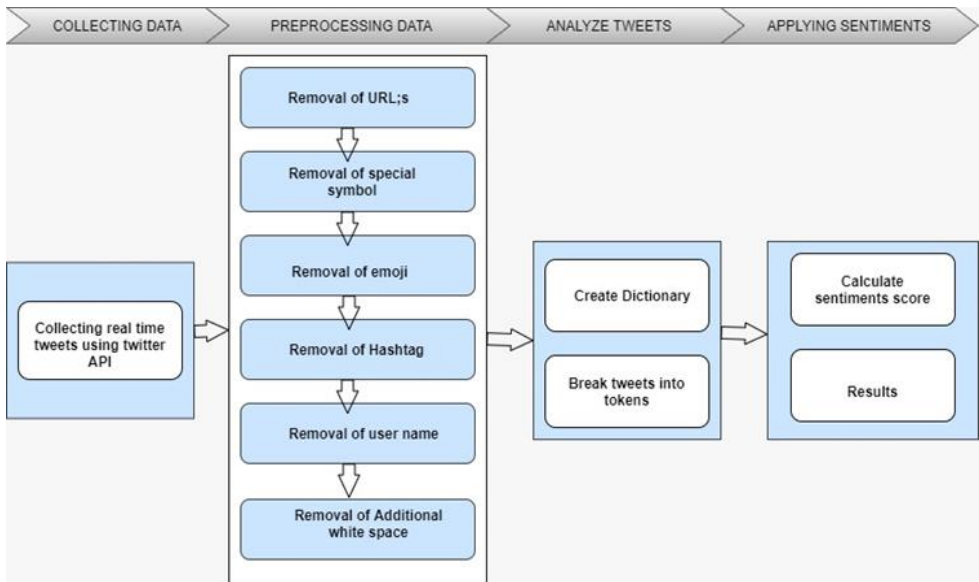 COLLECTING DATA
PREPROCESSING DATA
ANALYZE TWEETS
APPLYING SENTIMENTS
Collecting real time
tweets using twitter
API
Removal of URL;s
Removal of special
symbol
Removal of emoji
Removal of Hashtag
Removal of user name
Removal of Additional
white space
Create Dictionary
Break tweets into
tokens
Calculate
sentiments score
Results